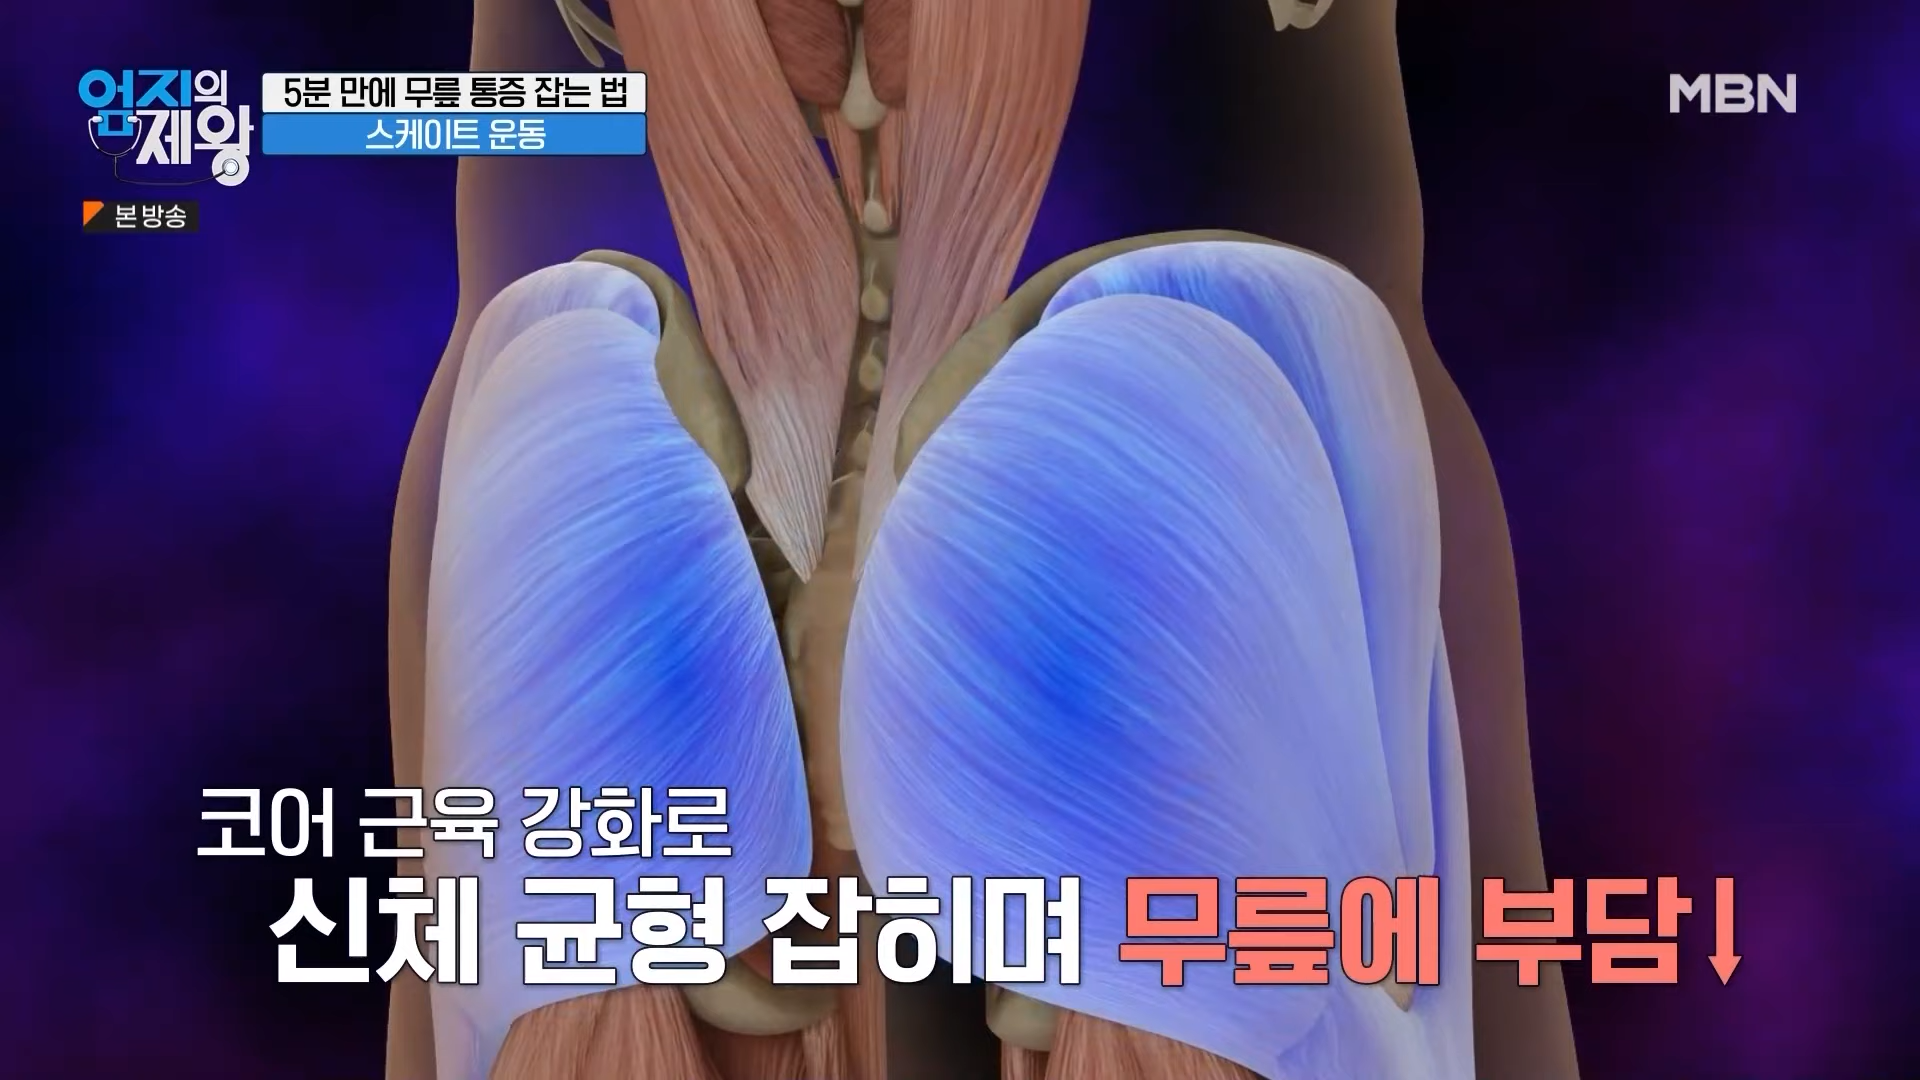 엄지의
제왕
5분 만에 무릎 통증 잡는 법
스케이트 운동
본 방송
MBN
코어 근육 강화로
신체 균형 잡히며 무릎에 부담↓